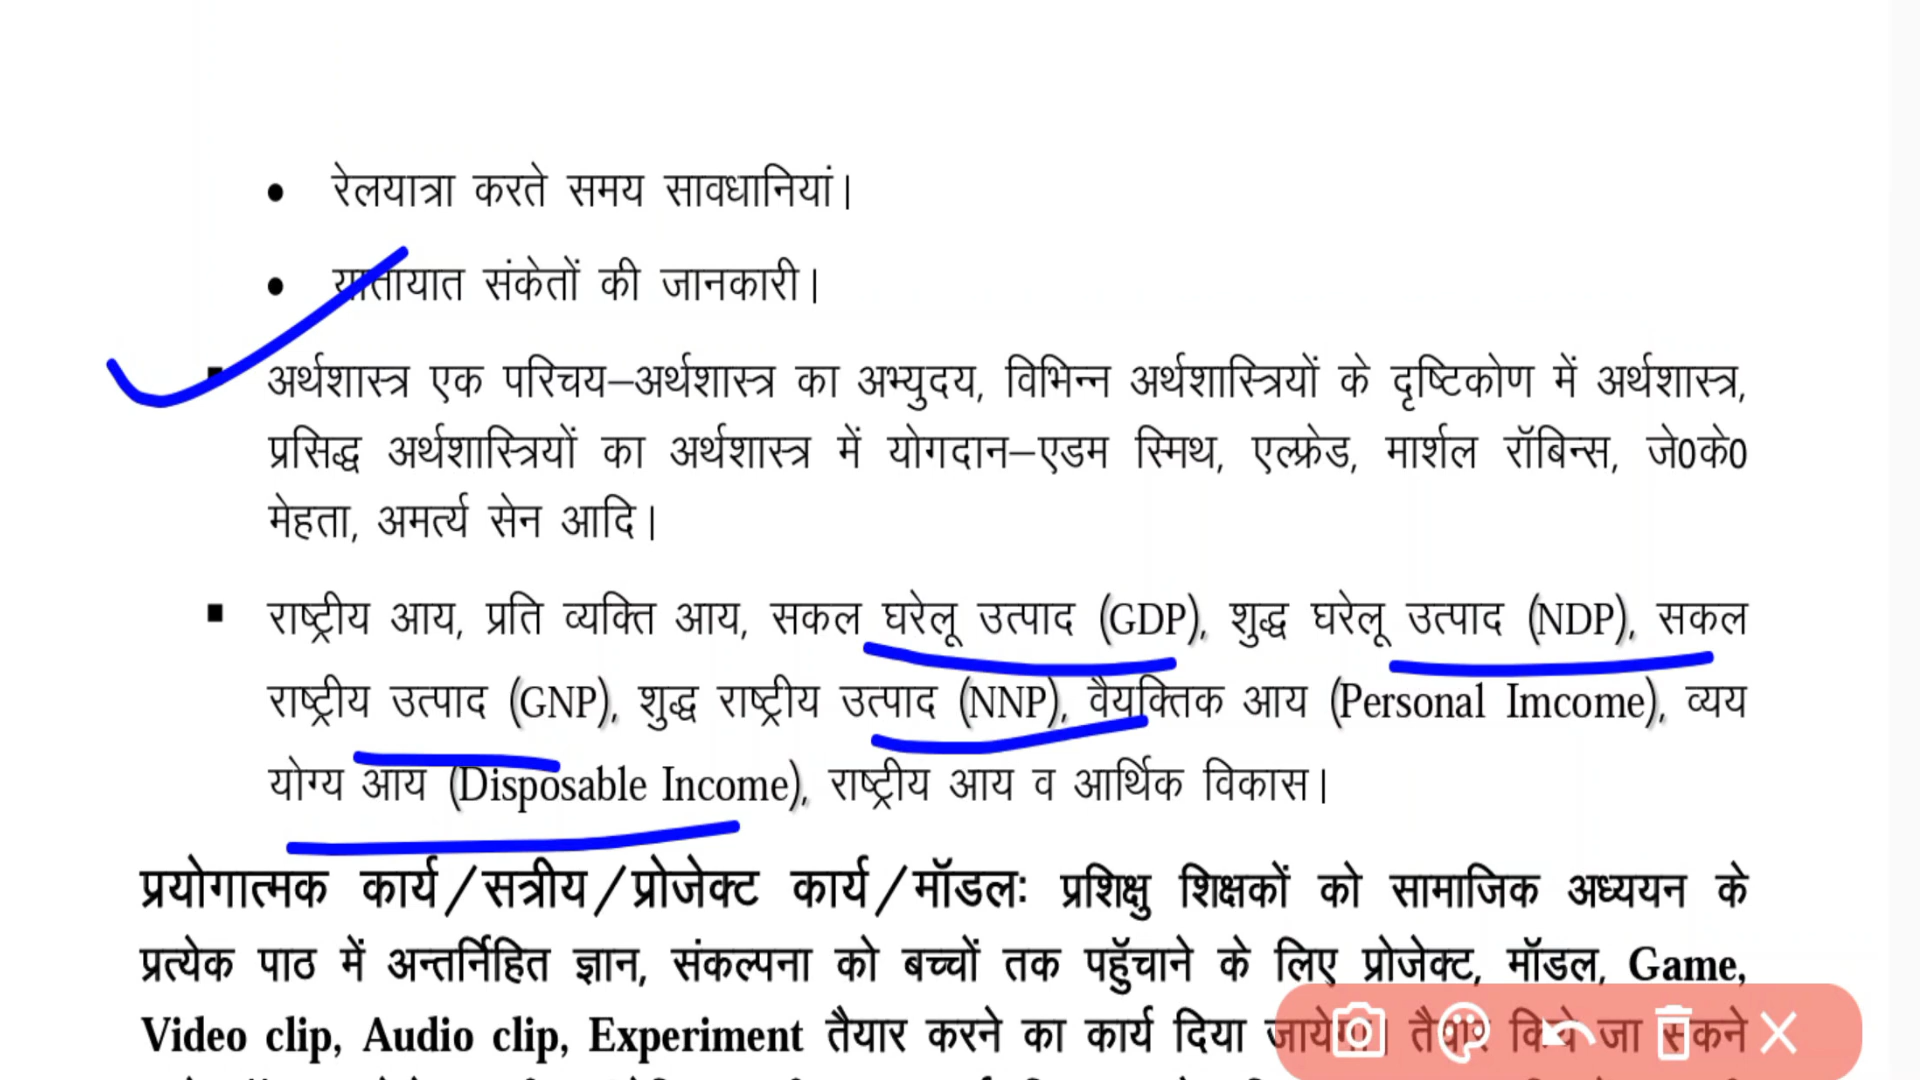 • रेलयात्रा करते समय सावधानियां।
• यातायात संकेतों की जानकारी।
▪ अर्थशास्त्र एक परिचय–अर्थशास्त्र का अभ्युदय, विभिन्न अर्थशास्त्रियों के दृष्टिकोण में अर्थशास्त्र,
प्रसिद्ध अर्थशास्त्रियों का अर्थशास्त्र में योगदान–एडम स्मिथ, एल्फ्रेड, मार्शल रॉबिन्स, जे0के0
मेहता, अमर्त्य सेन आदि।
▪ राष्ट्रीय आय, प्रति व्यक्ति आय, सकल घरेलू उत्पाद (GDP), शुद्ध घरेलू उत्पाद (NDP), सकल
राष्ट्रीय उत्पाद (GNP), शुद्ध राष्ट्रीय उत्पाद (NNP), वैयक्तिक आय (Personal Imcome), व्यय
योग्य आय (Disposable Income), राष्ट्रीय आय व आर्थिक विकास।
प्रयोगात्मक कार्य/सत्रीय/प्रोजेक्ट कार्य/मॉडल: प्रशिक्षु शिक्षकों को सामाजिक अध्ययन के
प्रत्येक पाठ में अन्तर्निहित ज्ञान, संकल्पना को बच्चों तक पहुँचाने के लिए प्रोजेक्ट, मॉडल, Game,
Video clip, Audio clip, Experiment तैयार करने का कार्य दिया जायेगा। तैयार किये जा सकने